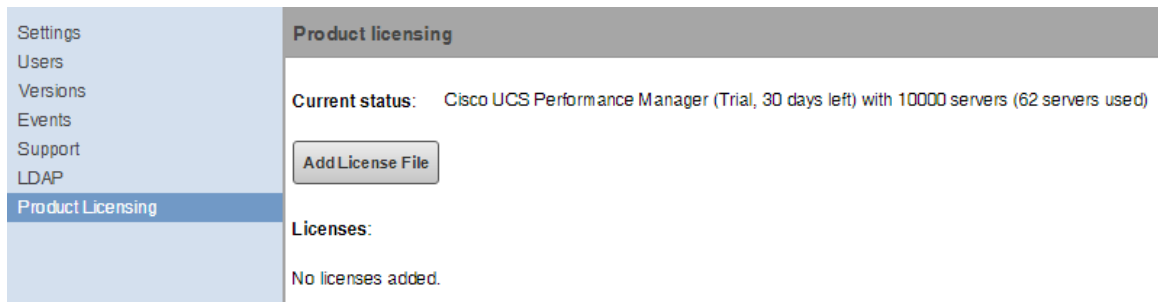 Settings
Users
Versions
Events
Support
LDAP
Product Licensing
Product licensing
Current status: Cisco UCS Performance Manager (Trial, 30 days left) with 10000 servers (62 servers used)
Add License File
Licenses:
No licenses added.